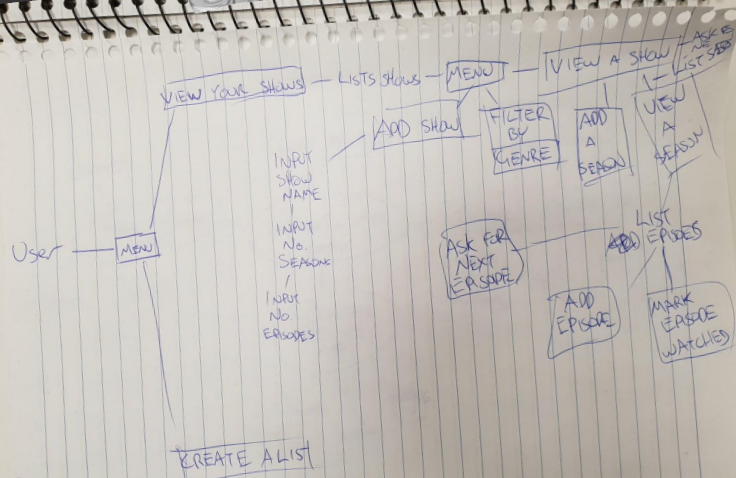 VIEW YOUR SHOWS
LISTS SHOWS
MENU
VIEW A SHOW
ADD SHOW
FILTER
BY
GENRE
ADD
A
SEASON
VIEW
A
SEASON
INPUT
SHOW
NAME
INPUT
No.
SEASONS
INPUT
No.
EPISODES
User
MENU
LIST
EPISODES
ASK FOR
NEXT
EPISODE
ADD
EPISODE
MARK
EPISODE
WATCHED
CREATE A LIST